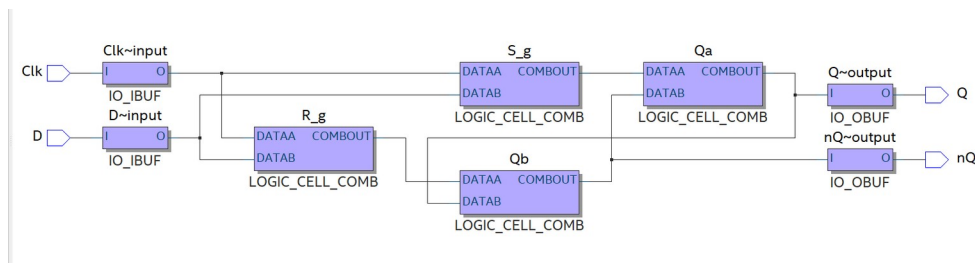 S_g
Qa
Clk~input
Q~output
Clk
I
O
DATAA
COMBOUT
DATAA
COMBOUT
DATAB
DATAB
I
O
Q
IO_IBUF
LOGIC_CELL_COMB
LOGIC_CELL_COMB
IO_OBUF
D~input
R_g
D
I
O
DATAA
COMBOUT
DATAB
nQ~output
I
O
nQ
IO_IBUF
LOGIC_CELL_COMB
Qb
DATAA
COMBOUT
DATAB
IO_OBUF
LOGIC_CELL_COMB